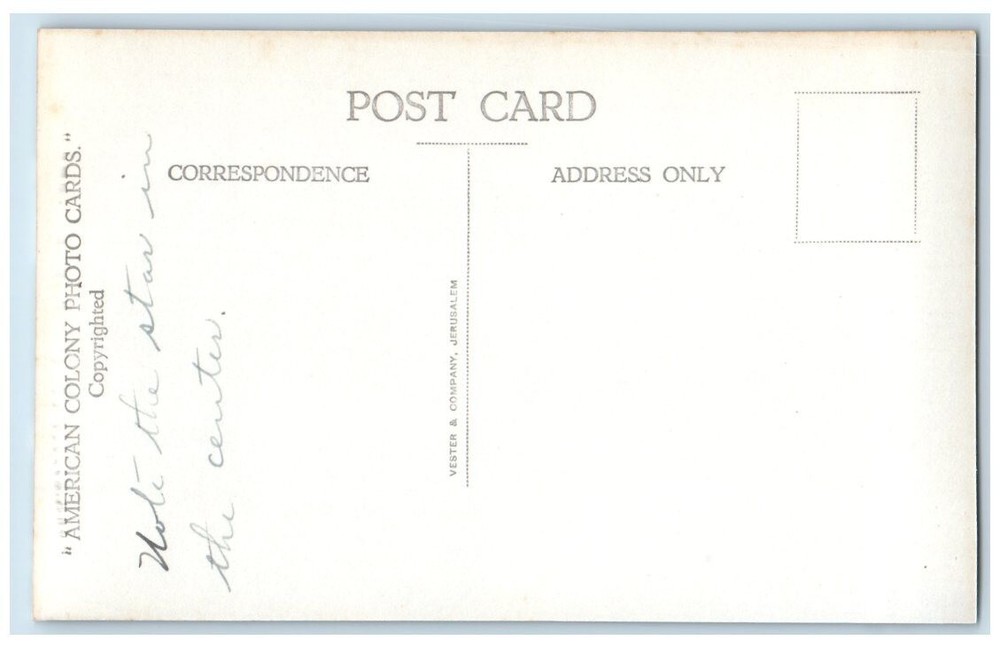 POST CARD
CORRESPONDENCE
ADDRESS ONLY
"AMERICAN COLONY PHOTO CARDS."
Copyrighted
Note the star in
the center.
VESTER & COMPANY, JERUSALEM